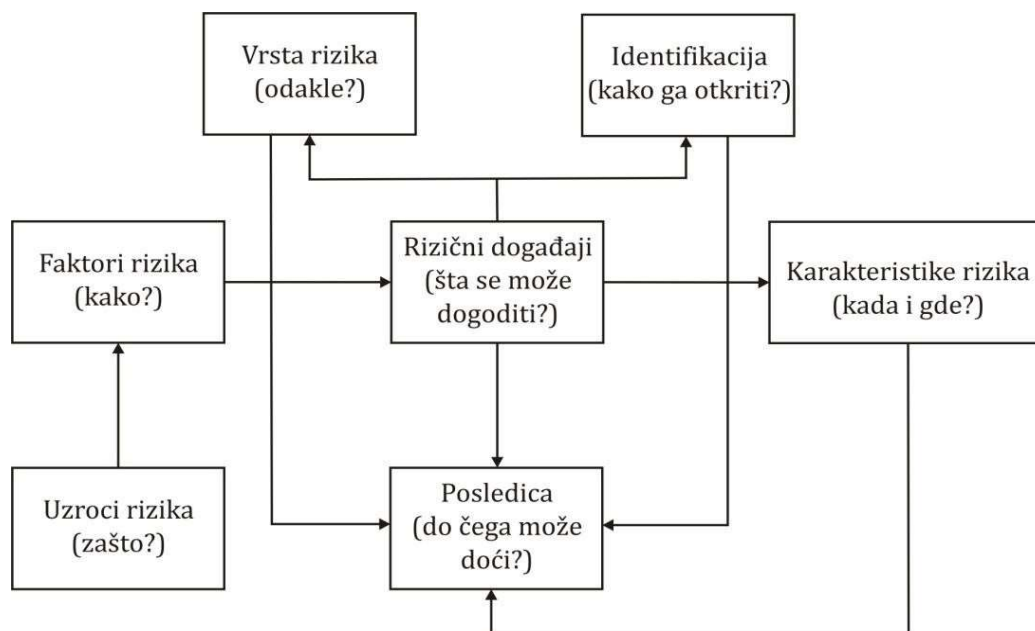 Vrsta rizika
(odakle?)
Identifikacija
(kako ga otkriti?)
Faktori rizika
(kako?)
Rizični događaji
(šta se može
dogoditi?)
Karakteristike rizika
(kada i gde?)
Uzroci rizika
(zašto?)
Posledica
(do čega može
doći?)